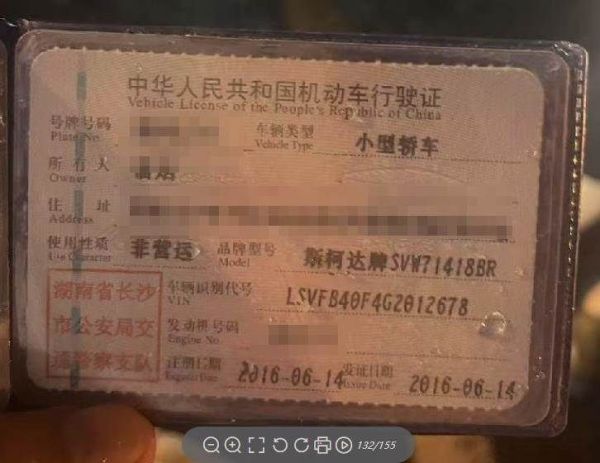 中华人民共和国机动车行驶证
Vehicle License of the People's Republic of China
号牌号码 车辆类型 小型轿车
Plate No. Vehicle Type
所有人
Owner
住址
Address
使用性质 非营运 品牌型号 斯柯达牌SVW71418BR
Use Character Model
湖南省长沙
市公安局交
通警察支队
车辆识别代号 LSVFB40F4G2012678
VIN
发动机号码
Engine No.
注册日期 2016-06-14 发证日期 2016-06-14
Register Date Issue Date
132/155